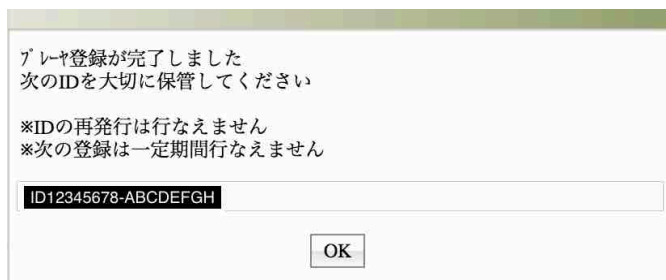 ﾌﾟﾚｰﾔ登録が完了しました
次のIDを大切に保管してください
※IDの再発行は行なえません
※次の登録は一定期間行なえません
ID12345678-ABCDEFGH
OK